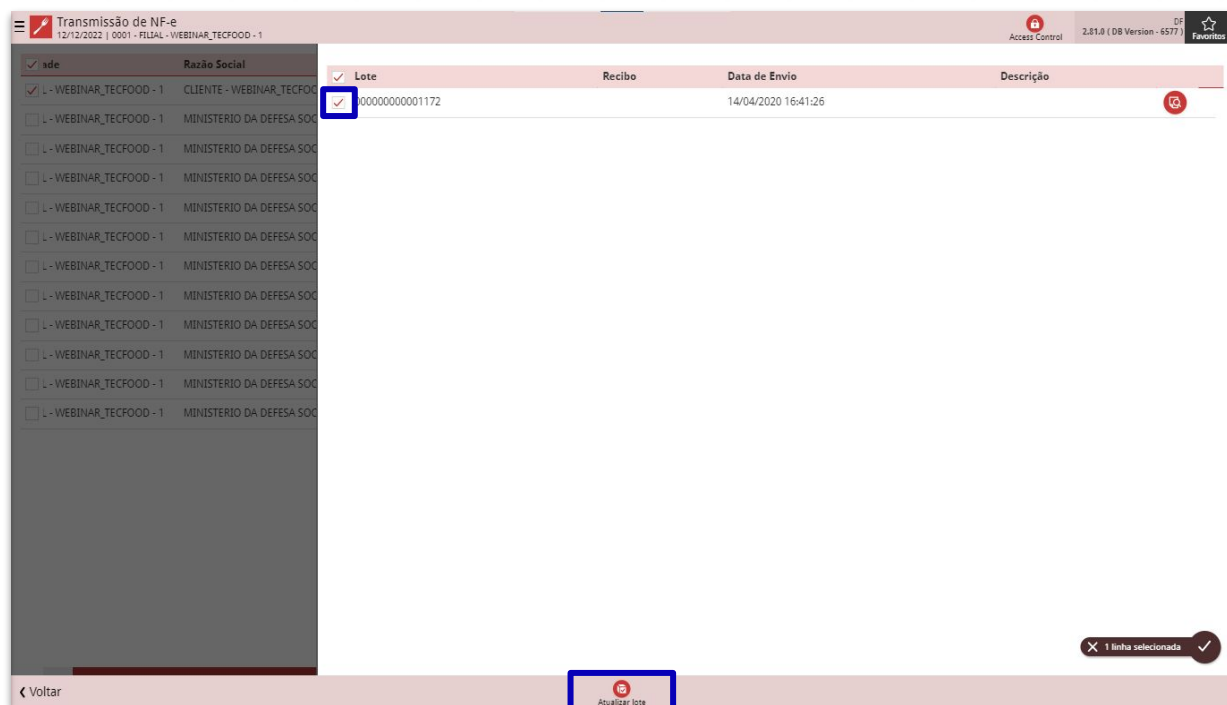 Transmissão de NF-e
12/12/2022 | 0001 - FILIAL - WEBINAR_TECFOOD - 1
Access Control
DF
2.81.0 ( DB Version - 6577 )
Favoritos
nde Razão Social
L - WEBINAR_TECFOOD - 1 CLIENTE - WEBINAR_TECFOO
L - WEBINAR_TECFOOD - 1 MINISTERIO DA DEFESA SOC
L - WEBINAR_TECFOOD - 1 MINISTERIO DA DEFESA SOC
L - WEBINAR_TECFOOD - 1 MINISTERIO DA DEFESA SOC
L - WEBINAR_TECFOOD - 1 MINISTERIO DA DEFESA SOC
L - WEBINAR_TECFOOD - 1 MINISTERIO DA DEFESA SOC
L - WEBINAR_TECFOOD - 1 MINISTERIO DA DEFESA SOC
L - WEBINAR_TECFOOD - 1 MINISTERIO DA DEFESA SOC
L - WEBINAR_TECFOOD - 1 MINISTERIO DA DEFESA SOC
L - WEBINAR_TECFOOD - 1 MINISTERIO DA DEFESA SOC
L - WEBINAR_TECFOOD - 1 MINISTERIO DA DEFESA SOC
L - WEBINAR_TECFOOD - 1 MINISTERIO DA DEFESA SOC
Lote Recibo Data de Envio Descrição
000000000001172 14/04/2020 16:41:26
1 linha selecionada
Voltar
Atualizar lote